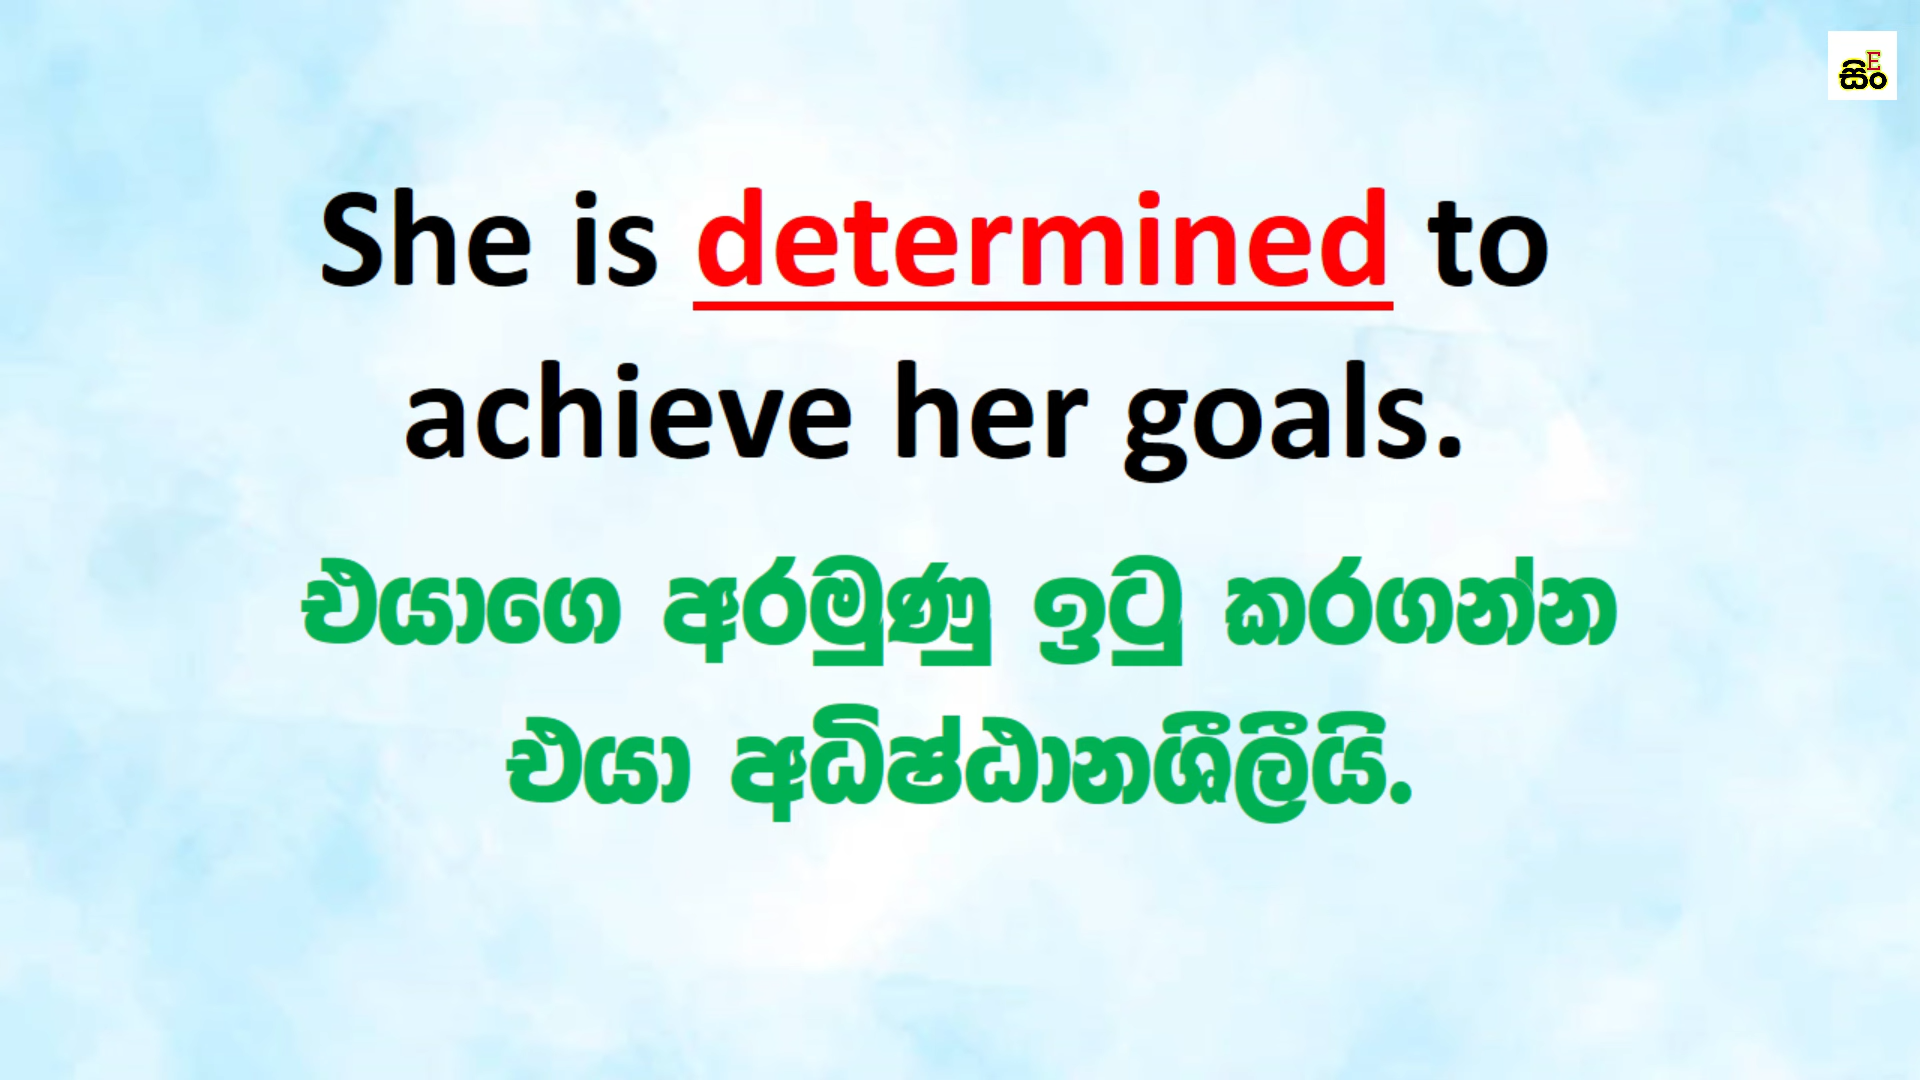 සිං
E
She is determined to
achieve her goals.
එයාගෙ අරමුණු ඉටු කරගන්න
එයා අධිෂ්ඨානශීලීයි.